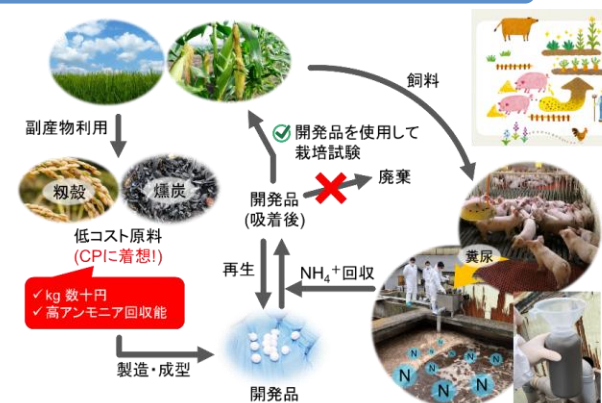 飼料
副産物利用
開発品を使用して
栽培試験
廃棄
籾殻
燻炭
開発品
(吸着後)
低コスト原料
(CPに着想!)
糞尿
再生
NH₄⁺回収
✓kg 数十円
✓高アンモニア回収能
製造・成型
開発品
N
N
N
N
N
N
N